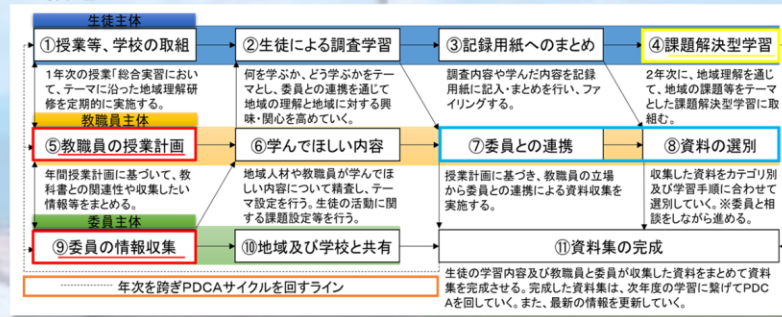 生徒主体
①授業等、学校の取組
②生徒による調査学習
③記録用紙へのまとめ
④課題解決型学習
1年次の授業「総合実習におい
て、テーマに沿った地域理解研
修を定期的に実施する。
何を学ぶか、どう学ぶかをテー
マとし、委員との連携を通じて
地域の理解と地域に対する興
味・関心を高めていく。
調査内容や学んだ内容を記録
用紙に記入・まとめを行い、ファ
イリングする。
2年次に、地域理解を通じ
て、地域の課題等をテーマ
とした課題解決型学習に取
組む。
教職員主体
⑤教職員の授業計画
⑥学んでほしい内容
⑦委員との連携
⑧資料の選別
年間授業計画に基づいて、教
科書との関連性や収集したい
情報等をまとめる。
地域人材や教職員が学んでほ
しい内容について精査し、テー
マ設定を行う。生徒の活動に
関する課題設定等を行う。
授業計画に基づき、教職員の立場
から委員との連携による資料収集を
実施する。
収集した資料をカテゴリ別
及び学習手順に合わせて
選別していく。※委員と相
談をしながら進める。
委員主体
⑨委員の情報収集
⑩地域及び学校と共有
⑪資料集の完成
生徒の学習内容及び教職員と委員が収集した資料をまとめて資料
集を完成させる。完成した資料集は、次年度の学習に繋げてPDC
Aを回していく。また、最新の情報を更新していく。
年次を跨ぎPDCAサイクルを回すライン